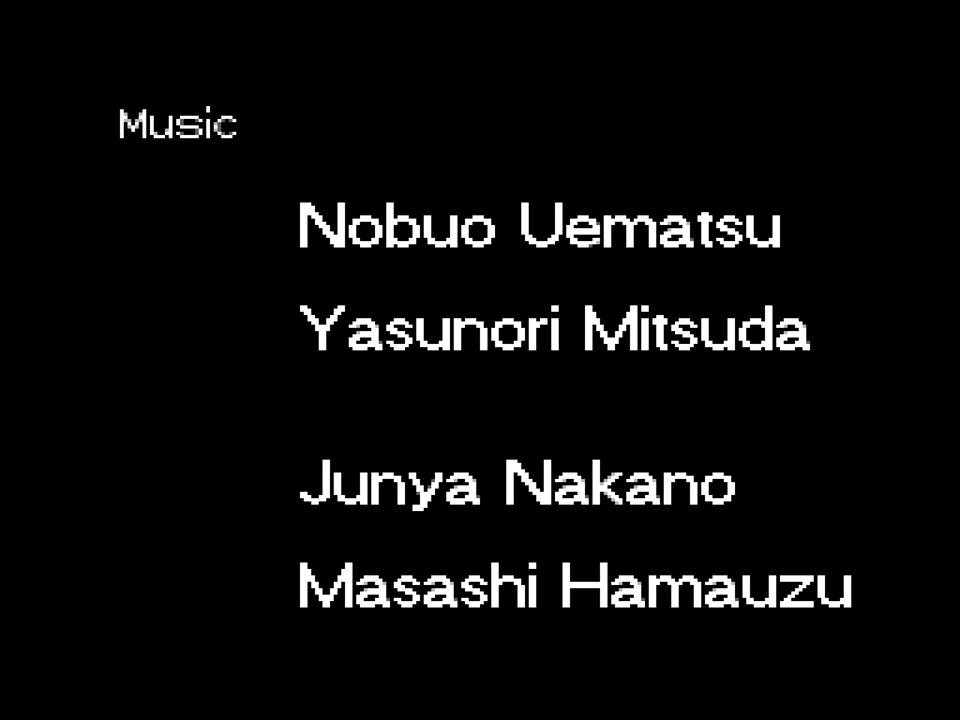 Music
Nobuo Uematsu
Yasunori Mitsuda
Junya Nakano
Masashi Hamauzu